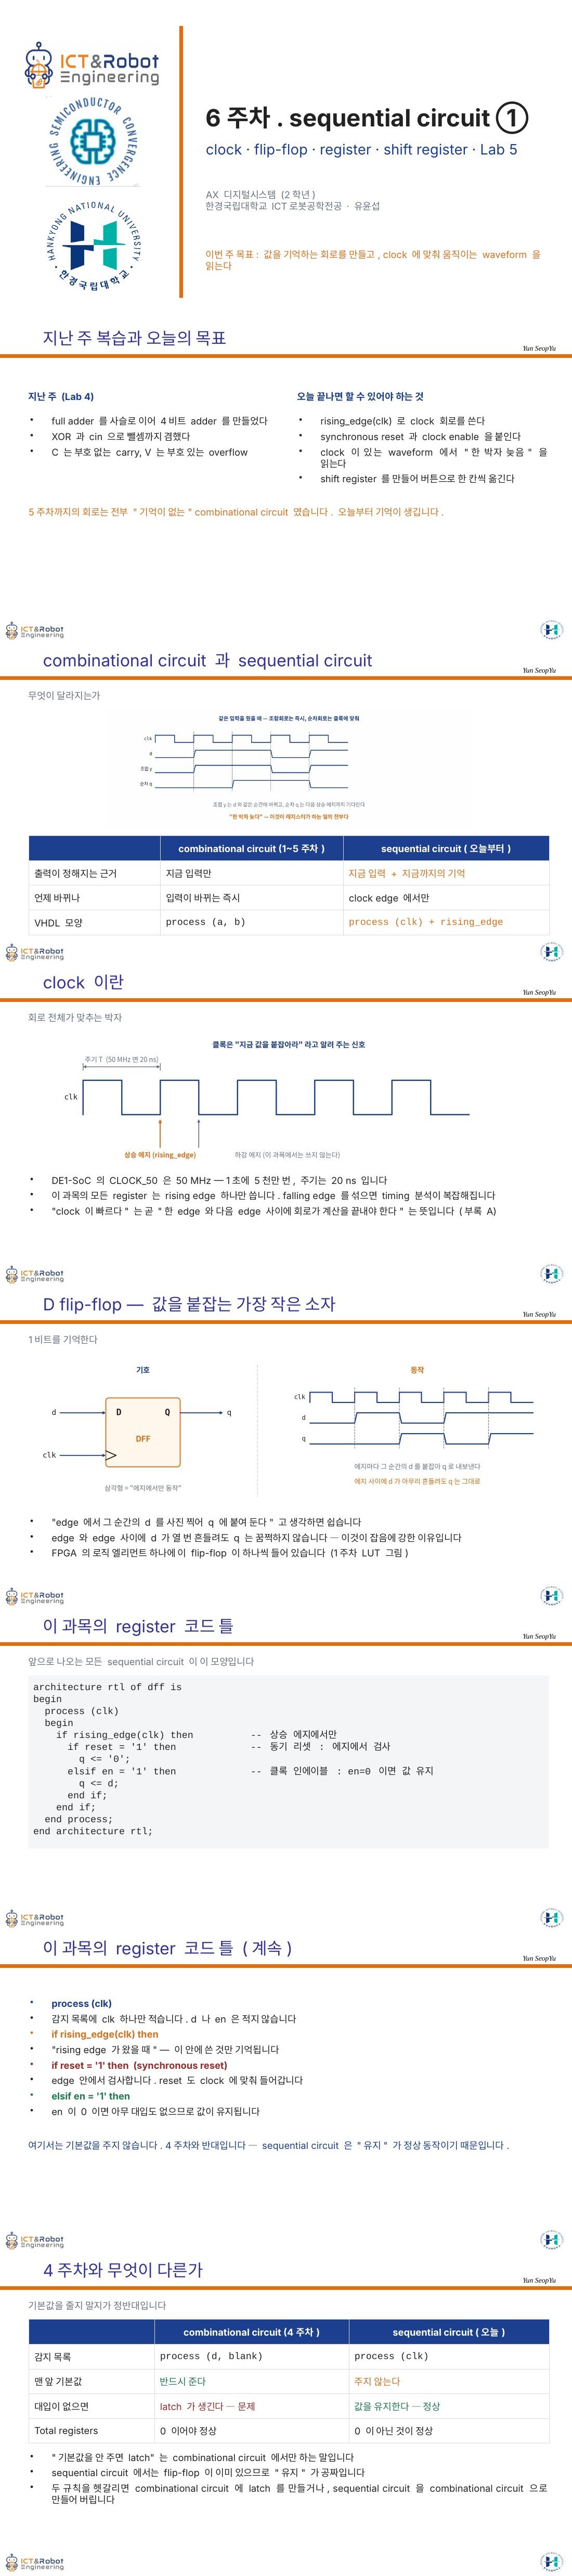 ICT&Robot
Engineering
SEMICONDUCTOR CONVERGENCE ENGINEERING
HANKYONG NATIONAL UNIVERSITY
한경국립대학교
6 주차 . sequential circuit ①
clock · flip-flop · register · shift register · Lab 5
AX 디지털시스템 (2 학년 )
한경국립대학교 ICT 로봇공학전공 · 유윤섭
이번 주 목표 : 값을 기억하는 회로를 만들고 , clock 에 맞춰 움직이는 waveform 을
읽는다
지난 주 복습과 오늘의 목표
Yun SeopYu
지난 주 (Lab 4)
• full adder 를 사슬로 이어 4 비트 adder 를 만들었다
• XOR 과 cin 으로 뺄셈까지 겸했다
• C 는 부호 없는 carry, V 는 부호 있는 overflow
오늘 끝나면 할 수 있어야 하는 것
• rising_edge(clk) 로 clock 회로를 쓴다
• synchronous reset 과 clock enable 을 붙인다
• clock 이 있는 waveform 에서 " 한 박자 늦음 " 을
읽는다
• shift register 를 만들어 버튼으로 한 칸씩 옮긴다
5 주차까지의 회로는 전부 " 기억이 없는 " combinational circuit 였습니다 . 오늘부터 기억이 생깁니다 .
ICT&Robot
Engineering
combinational circuit 과 sequential circuit
Yun SeopYu
무엇이 달라지는가
같은 입력을 줬을 때 — 조합회로는 즉시, 순차회로는 클록에 맞춰
clk
d
조합 y
순차 q
조합 y 는 d 와 같은 순간에 바뀌고, 순차 q 는 다음 상승 에지까지 기다린다
"한 박자 늦다" — 이것이 레지스터가 하는 일의 전부다
combinational circuit (1~5 주차 )
sequential circuit ( 오늘부터 )
출력이 정해지는 근거
지금 입력만
지금 입력 + 지금까지의 기억
언제 바뀌나
입력이 바뀌는 즉시
clock edge 에서만
VHDL 모양
process (a, b)
process (clk) + rising_edge
ICT&Robot
Engineering
clock 이란
Yun SeopYu
회로 전체가 맞추는 박자
클록은 "지금 값을 붙잡아라" 라고 알려 주는 신호
주기 T (50 MHz 면 20 ns)
clk
상승 에지 (rising_edge)
하강 에지 (이 과목에서는 쓰지 않는다)
• DE1-SoC 의 CLOCK_50 은 50 MHz — 1 초에 5 천만 번 , 주기는 20 ns 입니다
• 이 과목의 모든 register 는 rising edge 하나만 씁니다 . falling edge 를 섞으면 timing 분석이 복잡해집니다
• "clock 이 빠르다 " 는 곧 " 한 edge 와 다음 edge 사이에 회로가 계산을 끝내야 한다 " 는 뜻입니다 ( 부록 A)
ICT&Robot
Engineering
D flip-flop — 값을 붙잡는 가장 작은 소자
Yun SeopYu
1 비트를 기억한다
기호
d
D
Q
q
DFF
clk
삼각형 = "에지에서만 동작"
동작
clk
d
q
에지마다 그 순간의 d 를 붙잡아 q 로 내보낸다
에지 사이에 d 가 아무리 흔들려도 q 는 그대로
• "edge 에서 그 순간의 d 를 사진 찍어 q 에 붙여 둔다 " 고 생각하면 쉽습니다
• edge 와 edge 사이에 d 가 열 번 흔들려도 q 는 꿈쩍하지 않습니다 — 이것이 잡음에 강한 이유입니다
• FPGA 의 로직 엘리먼트 하나에 이 flip-flop 이 하나씩 들어 있습니다 (1 주차 LUT 그림 )
ICT&Robot
Engineering
이 과목의 register 코드 틀
Yun SeopYu
앞으로 나오는 모든 sequential circuit 이 이 모양입니다
architecture rtl of dff is
begin
process (clk)
begin
if rising_edge(clk) then -- 상승 에지에서만
if reset = '1' then -- 동기 리셋 : 에지에서 검사
q <= '0';
elsif en = '1' then -- 클록 인에이블 : en=0 이면 값 유지
q <= d;
end if;
end if;
end process;
end architecture rtl;
ICT&Robot
Engineering
이 과목의 register 코드 틀 ( 계속 )
Yun SeopYu
• process (clk)
• 감지 목록에 clk 하나만 적습니다 . d 나 en 은 적지 않습니다
• if rising_edge(clk) then
• "rising edge 가 왔을 때 " — 이 안에 쓴 것만 기억됩니다
• if reset = '1' then (synchronous reset)
• edge 안에서 검사합니다 . reset 도 clock 에 맞춰 들어갑니다
• elsif en = '1' then
• en 이 0 이면 아무 대입도 없으므로 값이 유지됩니다
여기서는 기본값을 주지 않습니다 . 4 주차와 반대입니다 — sequential circuit 은 " 유지 " 가 정상 동작이기 때문입니다 .
ICT&Robot
Engineering
4 주차와 무엇이 다른가
Yun SeopYu
기본값을 줄지 말지가 정반대입니다
combinational circuit (4 주차 )
sequential circuit ( 오늘 )
감지 목록
process (d, blank)
process (clk)
맨 앞 기본값
반드시 준다
주지 않는다
대입이 없으면
latch 가 생긴다 — 문제
값을 유지한다 — 정상
Total registers
0 이어야 정상
0 이 아닌 것이 정상
• " 기본값을 안 주면 latch" 는 combinational circuit 에서만 하는 말입니다
• sequential circuit 에서는 flip-flop 이 이미 있으므로 " 유지 " 가 공짜입니다
• 두 규칙을 헷갈리면 combinational circuit 에 latch 를 만들거나 , sequential circuit 을 combinational circuit 으로
만들어 버립니다
ICT&Robot
Engineering